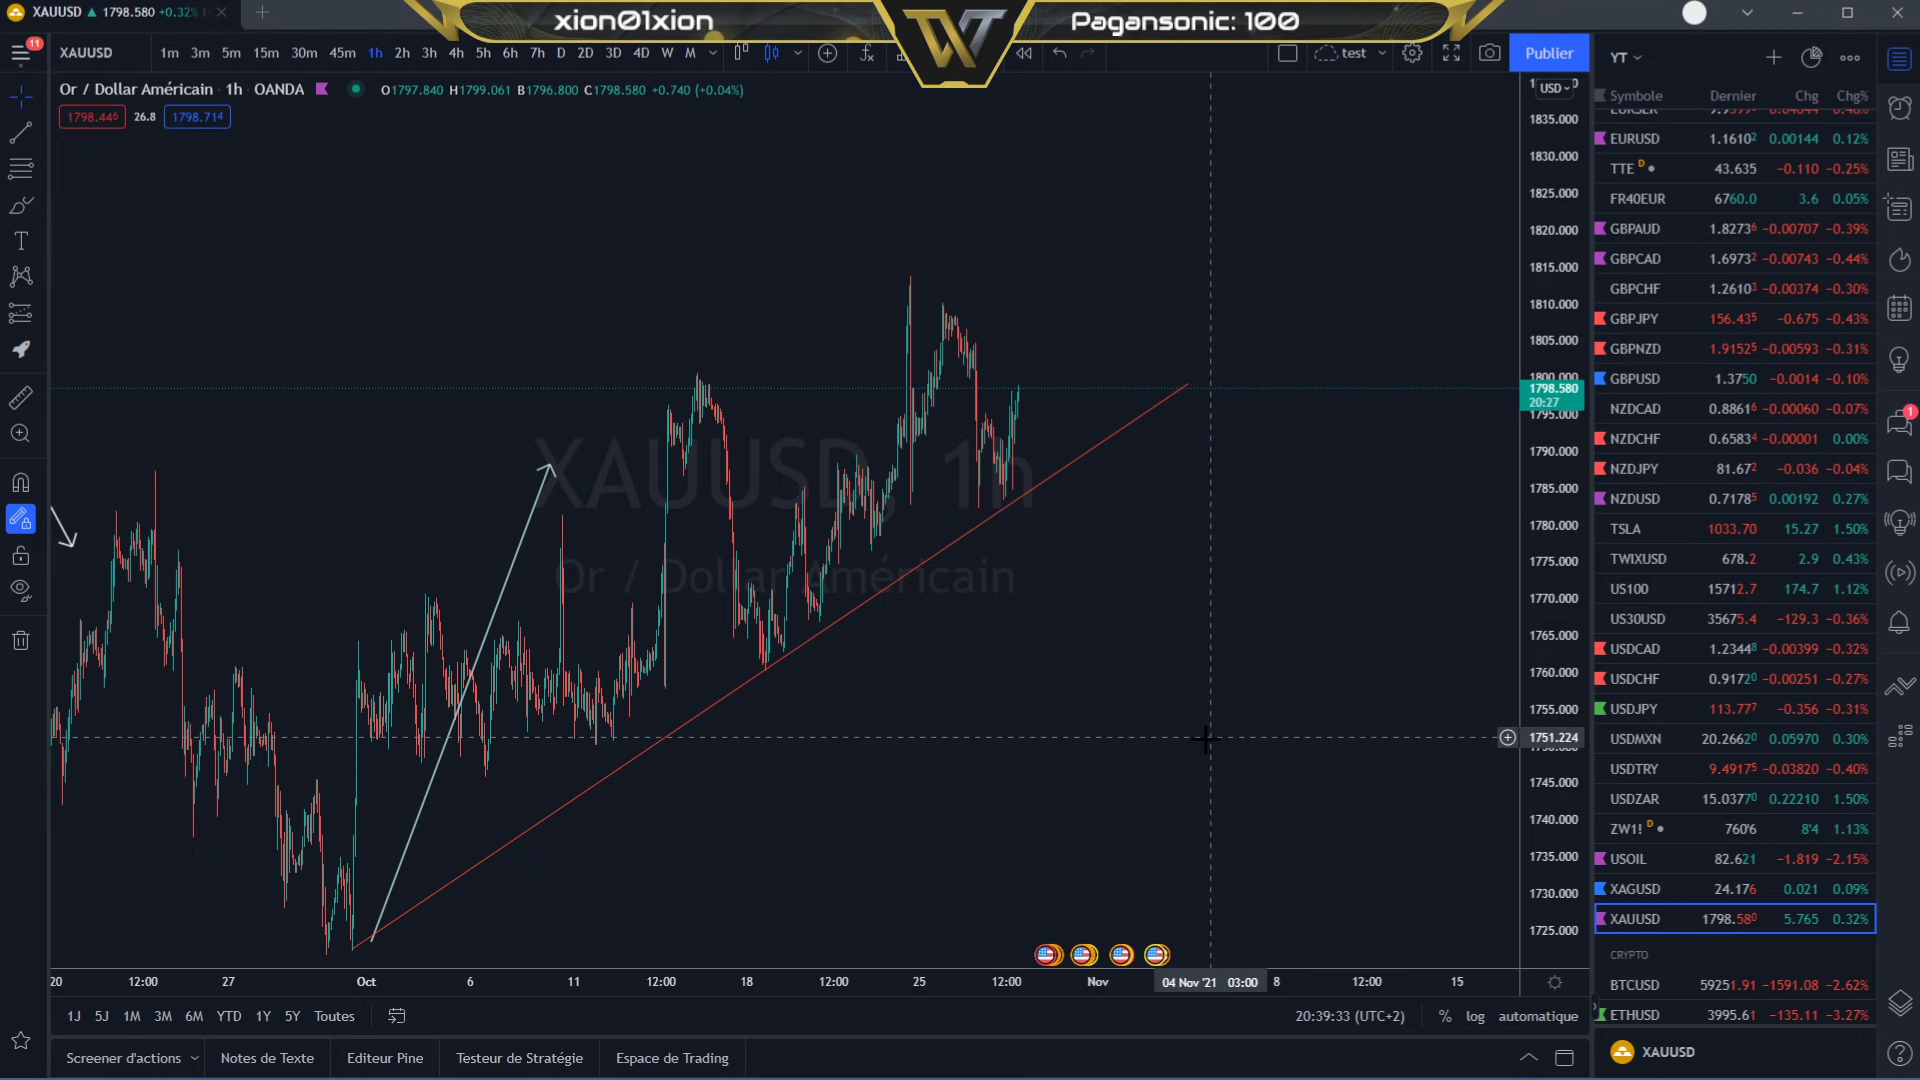 XAUUSD ▲ 1798.580 +0.32%
xion01xion
Pagansonic: 100
11
XAUUSD
1m 3m 5m 15m 30m 45m 1h 2h 3h 4h 5h 6h 7h D 2D 3D 4D W M
test
Publier
YT
Or / Dollar Américain · 1h · OANDA
O1797.840 H1799.061 B1796.800 C1798.580 +0.740 (+0.04%)
1798.446 26.8 1798.714
USD
Symbole Dernier Chg Chg%
EURUSD 1.16102 0.00144 0.12%
TTE D 43.635 −0.110 −0.25%
FR40EUR 6760.0 3.6 0.05%
GBPAUD 1.82736 −0.00707 −0.39%
GBPCAD 1.69732 −0.00743 −0.44%
GBPCHF 1.26103 −0.00374 −0.30%
GBPJPY 156.435 −0.675 −0.43%
GBPNZD 1.91525 −0.00593 −0.31%
GBPUSD 1.3750 −0.0014 −0.10%
NZDCAD 0.88616 −0.00060 −0.07%
NZDCHF 0.65834 −0.00001 0.00%
NZDJPY 81.672 −0.036 −0.04%
NZDUSD 0.71785 0.00192 0.27%
TSLA 1033.70 15.27 1.50%
TWIXUSD 678.2 2.9 0.43%
US100 15712.7 174.7 1.12%
US30USD 35675.4 −129.3 −0.36%
USDCAD 1.23448 −0.00399 −0.32%
USDCHF 0.91720 −0.00251 −0.27%
USDJPY 113.777 −0.356 −0.31%
USDMXN 20.26620 0.05970 0.30%
USDTRY 9.49175 −0.03820 −0.40%
USDZAR 15.03770 0.22210 1.50%
ZW1! D 760'6 8'4 1.13%
USOIL 82.621 −1.819 −2.15%
XAGUSD 24.176 0.021 0.09%
XAUUSD 1798.580 5.765 0.32%
CRYPTO
BTCUSD 59251.91 −1591.08 −2.62%
ETHUSD 3995.61 −135.11 −3.27%
XAUUSD
1
1835.000
1830.000
1825.000
1820.000
1815.000
1810.000
1805.000
1800.000
1798.580
20:27
1795.000
1790.000
1785.000
1780.000
1775.000
1770.000
1765.000
1760.000
1755.000
1751.224
1745.000
1740.000
1735.000
1730.000
1725.000
XAUUSD, 1h
Or / Dollar Américain
20 12:00 27 Oct 6 11 12:00 18 12:00 25 12:00 Nov 04 Nov '21 03:00 8 12:00 15
1J 5J 1M 3M 6M YTD 1Y 5Y Toutes
20:39:33 (UTC+2) % log automatique
Screener d'actions Notes de Texte Editeur Pine Testeur de Stratégie Espace de Trading